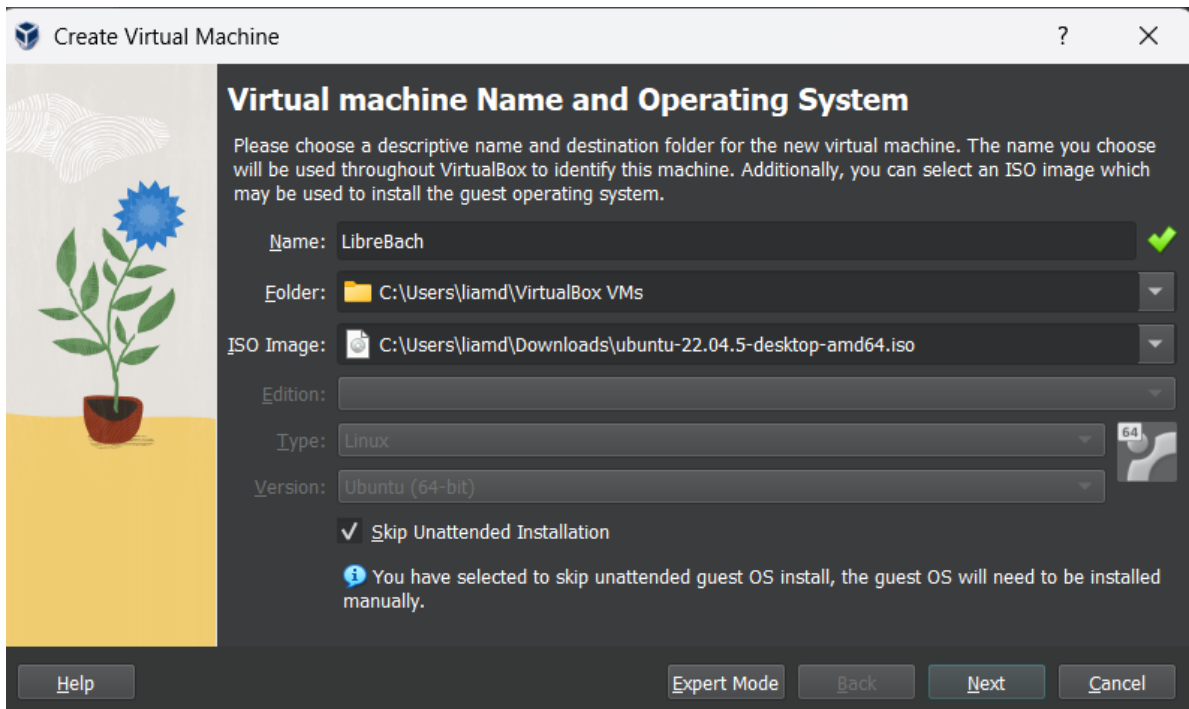 Create Virtual Machine
?
Virtual machine Name and Operating System
Please choose a descriptive name and destination folder for the new virtual machine. The name you choose
will be used throughout VirtualBox to identify this machine. Additionally, you can select an ISO image which
may be used to install the guest operating system.
Name: LibreBach
Folder: C:\Users\liamd\VirtualBox VMs
ISO Image: C:\Users\liamd\Downloads\ubuntu-22.04.5-desktop-amd64.iso
Edition:
Type: Linux
64
Version: Ubuntu (64-bit)
Skip Unattended Installation
You have selected to skip unattended guest OS install, the guest OS will need to be installed
manually.
Help Expert Mode Back Next Cancel